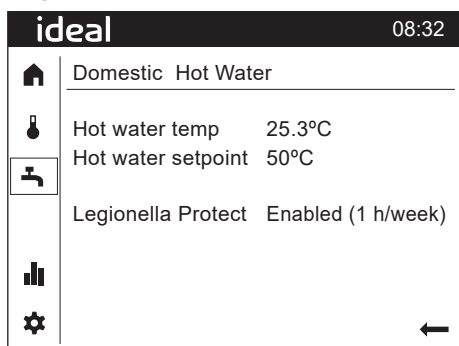 ideal 08:32
Domestic Hot Water
Hot water temp 25.3ºC
Hot water setpoint 50ºC
Legionella Protect Enabled (1 h/week)